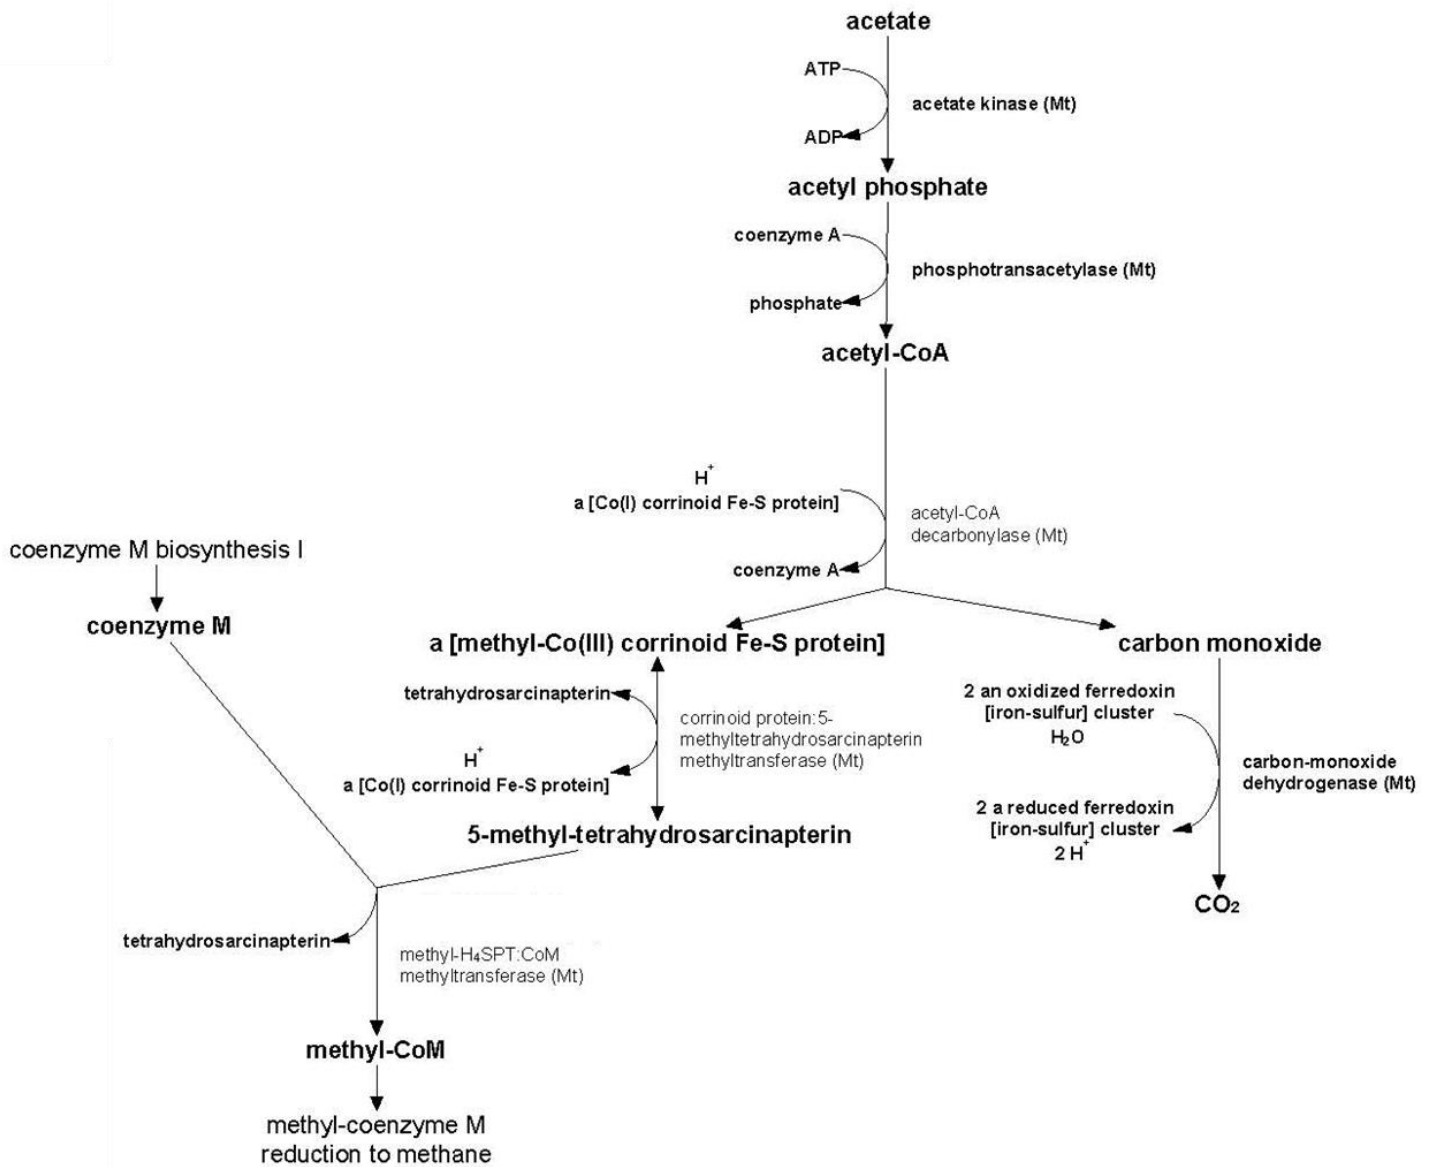 acetate
ATP
acetate kinase (Mt)
ADP
acetyl phosphate
coenzyme A
phosphotransacetylase (Mt)
phosphate
acetyl-CoA
H+
a [Co(I) corrinoid Fe-S protein]
acetyl-CoA
decarbonylase (Mt)
coenzyme A
coenzyme M biosynthesis I
coenzyme M
a [methyl-Co(III) corrinoid Fe-S protein]
carbon monoxide
tetrahydrosarcinapterin
corrinoid protein:5-
methyltetrahydrosarcinapterin
methyltransferase (Mt)
H+
a [Co(I) corrinoid Fe-S protein]
2 an oxidized ferredoxin
[iron-sulfur] cluster
H₂O
carbon-monoxide
dehydrogenase (Mt)
2 a reduced ferredoxin
[iron-sulfur] cluster
2 H+
5-methyl-tetrahydrosarcinapterin
CO₂
tetrahydrosarcinapterin
methyl-H₄SPT:CoM
methyltransferase (Mt)
methyl-CoM
methyl-coenzyme M
reduction to methane